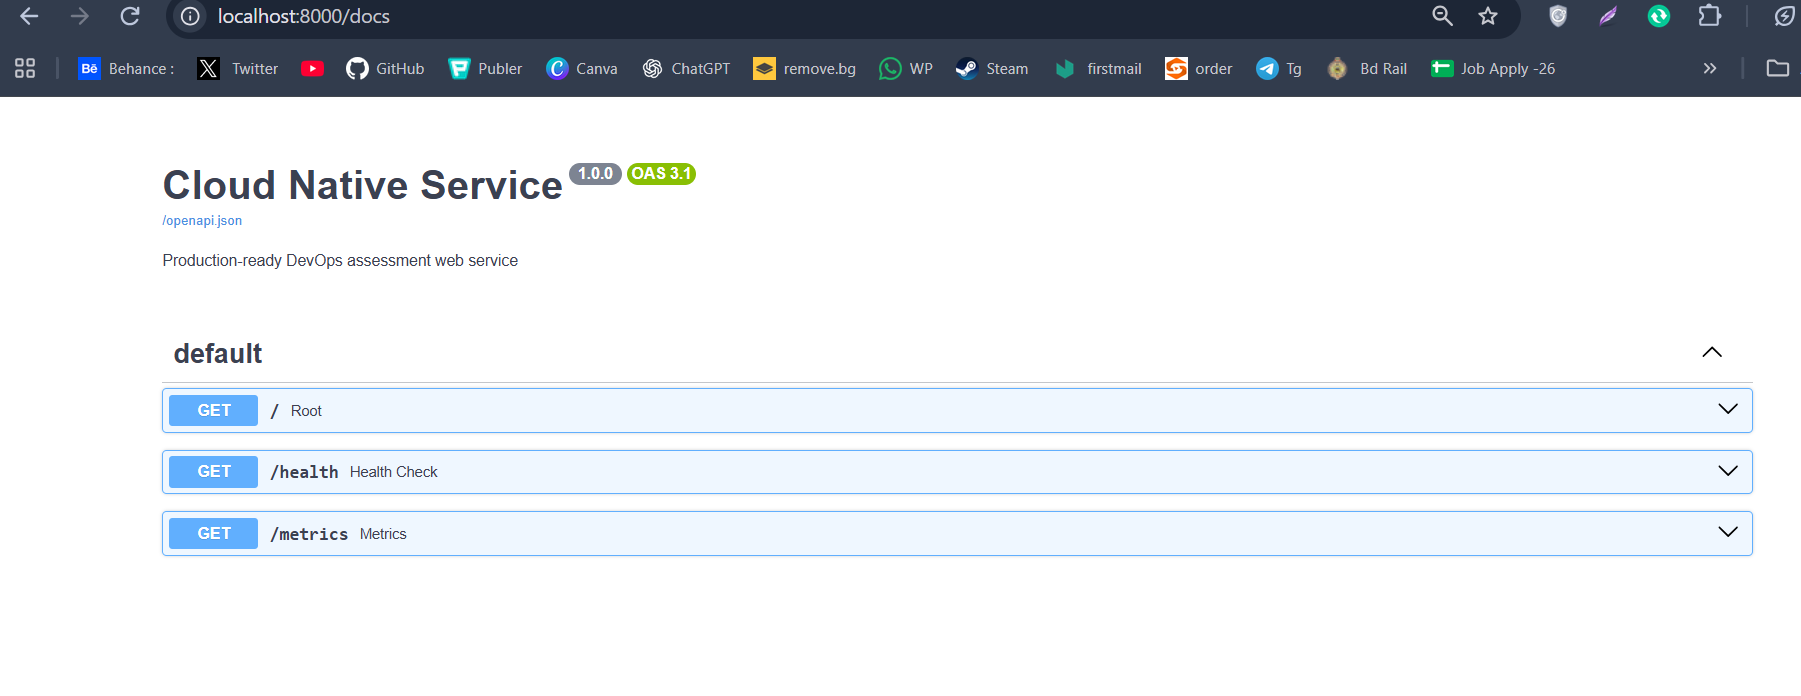 localhost:8000/docs
Bē Behance : Twitter GitHub Publer Canva ChatGPT remove.bg WP Steam firstmail order Tg Bd Rail Job Apply -26
Cloud Native Service 1.0.0 OAS 3.1
/openapi.json
Production-ready DevOps assessment web service
default
GET / Root
GET /health Health Check
GET /metrics Metrics